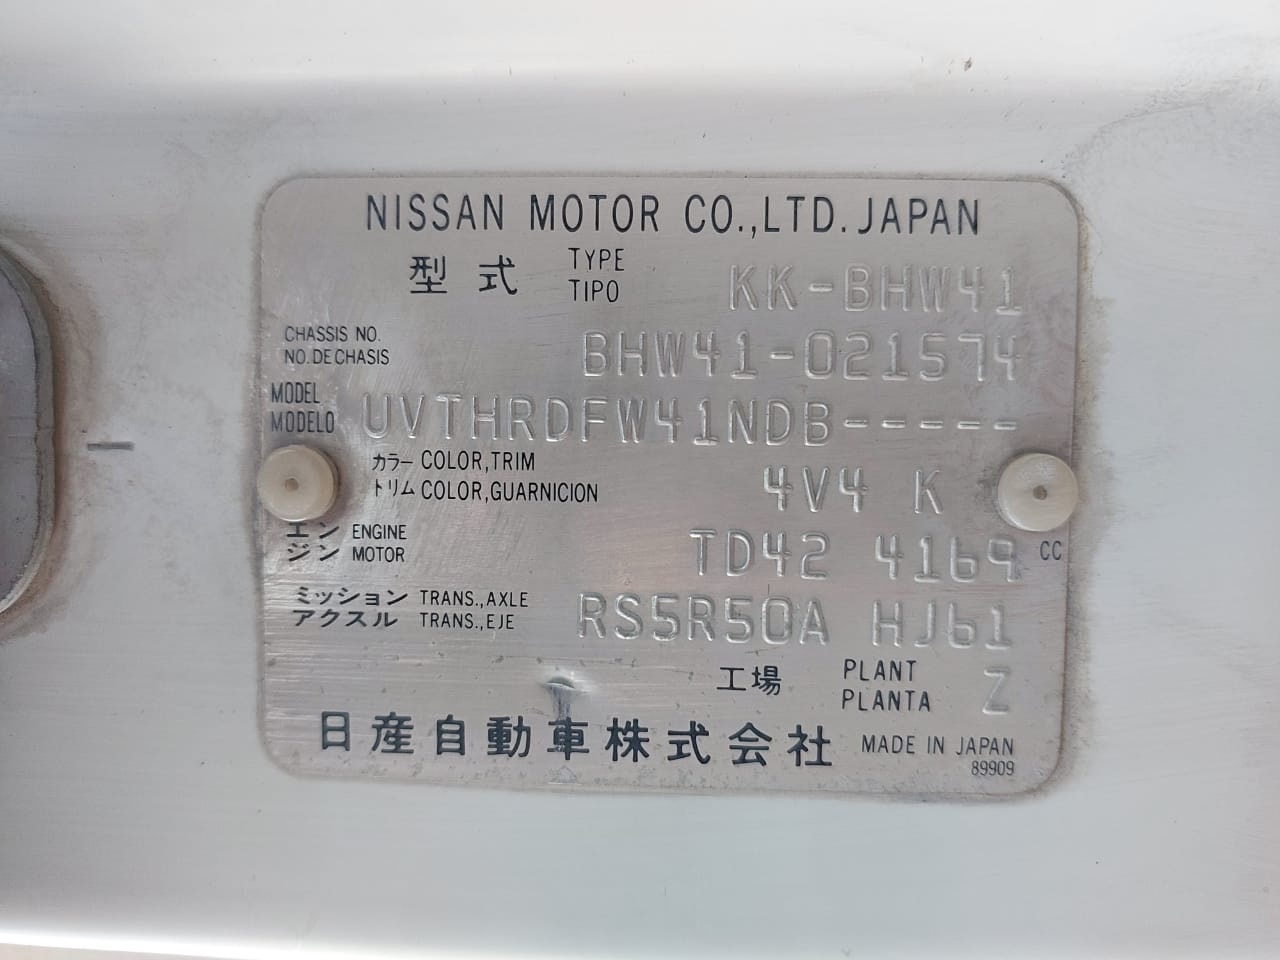 NISSAN MOTOR CO.,LTD. JAPAN
型式 TYPE TIPO KK-BHW41
CHASSIS NO. NO.DE CHASIS BHW41-021574
MODEL MODELO UVTHRDFW41NDB-----
カラー COLOR,TRIM
トリム COLOR,GUARNICION 4V4 K
エン ENGINE
ジン MOTOR TD42 4169 CC
ミッション TRANS.,AXLE
アクスル TRANS.,EJE RS5R50A HJ61
工場 PLANT PLANTA Z
日産自動車株式会社 MADE IN JAPAN
89909